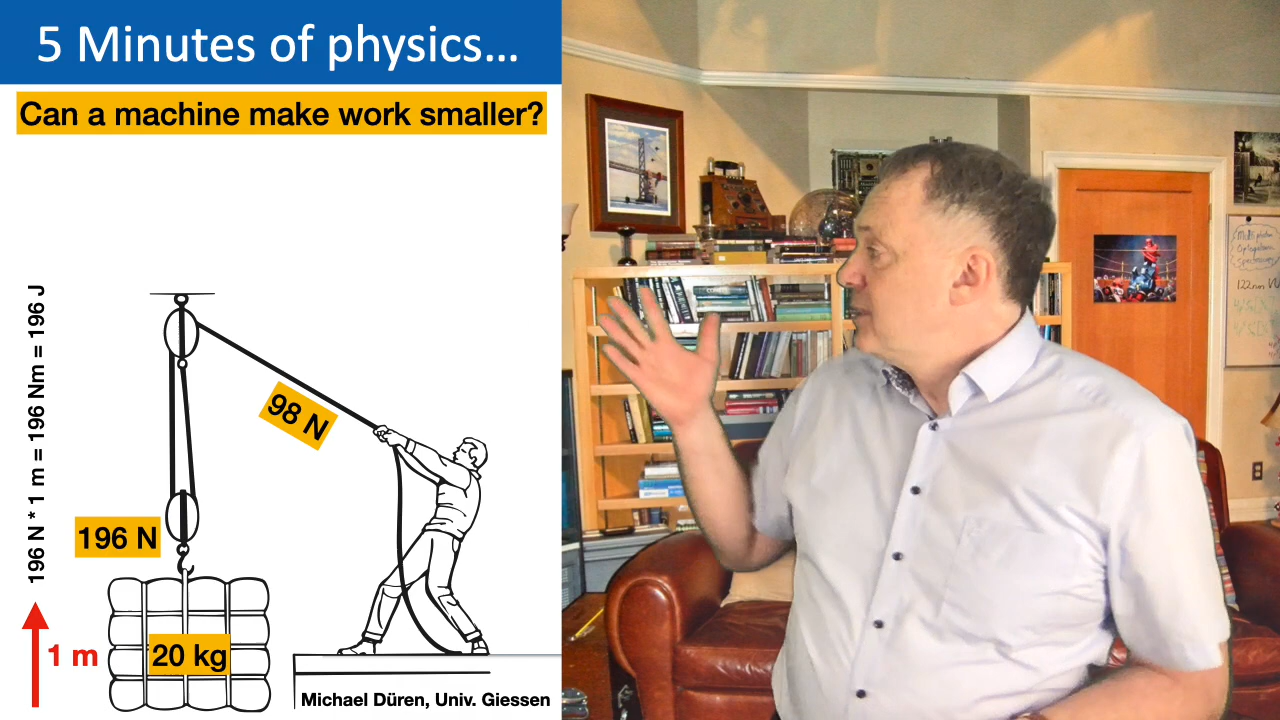 5 Minutes of physics...
Can a machine make work smaller?
196 N * 1 m = 196 Nm = 196 J
98 N
196 N
1 m
20 kg
Michael Düren, Univ. Giessen
122nm